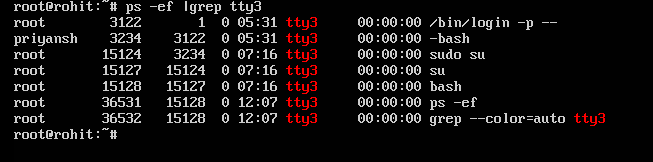 root@rohit:~# ps -ef |grep tty3
root 3122 1 0 05:31 tty3 00:00:00 /bin/login -p --
priyansh 3234 3122 0 05:31 tty3 00:00:00 -bash
root 15124 3234 0 07:16 tty3 00:00:00 sudo su
root 15127 15124 0 07:16 tty3 00:00:00 su
root 15128 15127 0 07:16 tty3 00:00:00 bash
root 36531 15128 0 12:07 tty3 00:00:00 ps -ef
root 36532 15128 0 12:07 tty3 00:00:00 grep --color=auto tty3
root@rohit:~#